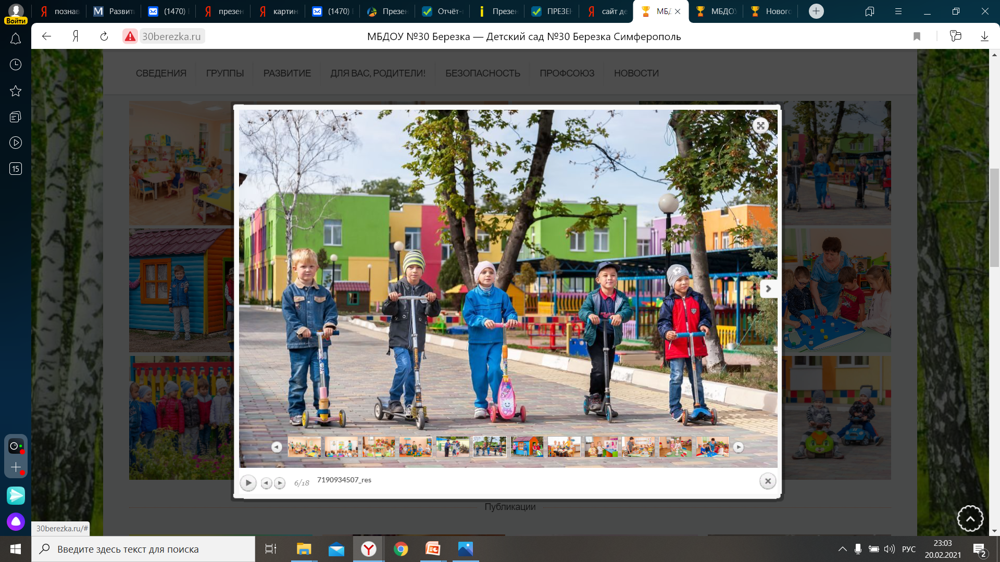 познав
Развити
(1470)
презен
картин
(1470)
Презен
Отчёт-
Презен
ПРЕЗЕН
сайт де
МБД
МБДОУ
Нового
Войти
30berezka.ru
МБДОУ №30 Березка — Детский сад №30 Березка Симферополь
15
СВЕДЕНИЯ ГРУППЫ РАЗВИТИЕ ДЛЯ ВАС, РОДИТЕЛИ! БЕЗОПАСНОСТЬ ПРОФСОЮЗ НОВОСТИ
6/18 7190934507_res
Публикации
30berezka.ru/#
Введите здесь текст для поиска
РУС
23:03
20.02.2021
2